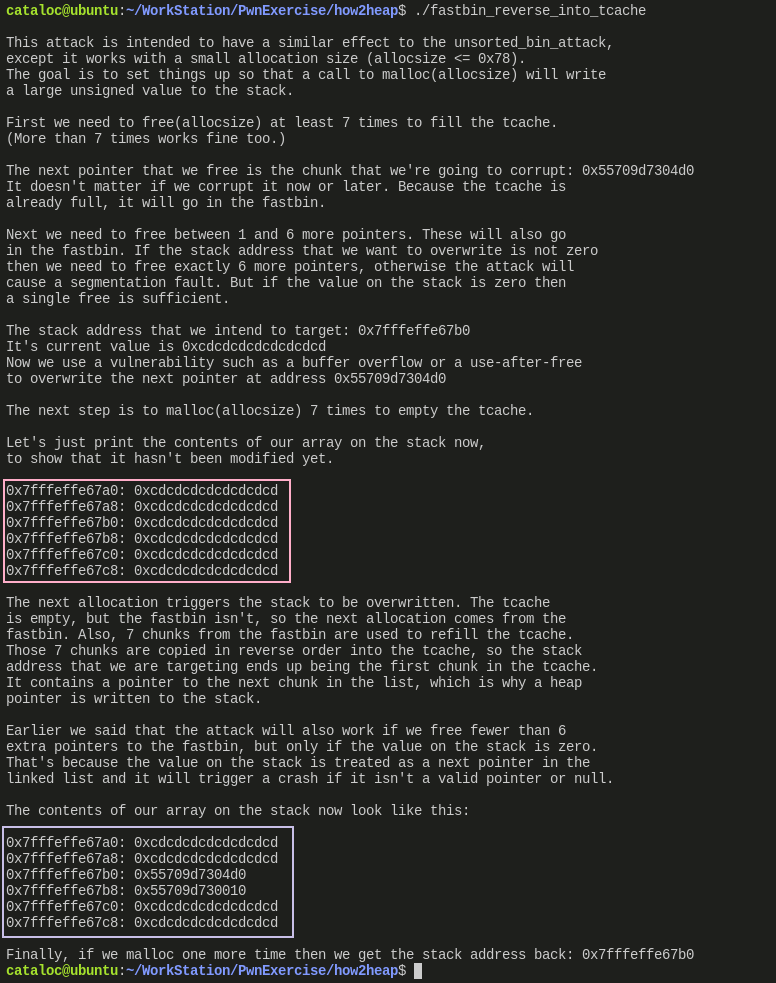 cataloc@ubuntu:~/WorkStation/PwnExercise/how2heap$ ./fastbin_reverse_into_tcache
This attack is intended to have a similar effect to the unsorted_bin_attack,
except it works with a small allocation size (allocsize <= 0x78).
The goal is to set things up so that a call to malloc(allocsize) will write
a large unsigned value to the stack.
First we need to free(allocsize) at least 7 times to fill the tcache.
(More than 7 times works fine too.)
The next pointer that we free is the chunk that we're going to corrupt: 0x55709d7304d0
It doesn't matter if we corrupt it now or later. Because the tcache is
already full, it will go in the fastbin.
Next we need to free between 1 and 6 more pointers. These will also go
in the fastbin. If the stack address that we want to overwrite is not zero
then we need to free exactly 6 more pointers, otherwise the attack will
cause a segmentation fault. But if the value on the stack is zero then
a single free is sufficient.
The stack address that we intend to target: 0x7fffeffe67b0
It's current value is 0xcdcdcdcdcdcdcdcd
Now we use a vulnerability such as a buffer overflow or a use-after-free
to overwrite the next pointer at address 0x55709d7304d0
The next step is to malloc(allocsize) 7 times to empty the tcache.
Let's just print the contents of our array on the stack now,
to show that it hasn't been modified yet.
0x7fffeffe67a0: 0xcdcdcdcdcdcdcdcd
0x7fffeffe67a8: 0xcdcdcdcdcdcdcdcd
0x7fffeffe67b0: 0xcdcdcdcdcdcdcdcd
0x7fffeffe67b8: 0xcdcdcdcdcdcdcdcd
0x7fffeffe67c0: 0xcdcdcdcdcdcdcdcd
0x7fffeffe67c8: 0xcdcdcdcdcdcdcdcd
The next allocation triggers the stack to be overwritten. The tcache
is empty, but the fastbin isn't, so the next allocation comes from the
fastbin. Also, 7 chunks from the fastbin are used to refill the tcache.
Those 7 chunks are copied in reverse order into the tcache, so the stack
address that we are targeting ends up being the first chunk in the tcache.
It contains a pointer to the next chunk in the list, which is why a heap
pointer is written to the stack.
Earlier we said that the attack will also work if we free fewer than 6
extra pointers to the fastbin, but only if the value on the stack is zero.
That's because the value on the stack is treated as a next pointer in the
linked list and it will trigger a crash if it isn't a valid pointer or null.
The contents of our array on the stack now look like this:
0x7fffeffe67a0: 0xcdcdcdcdcdcdcdcd
0x7fffeffe67a8: 0xcdcdcdcdcdcdcdcd
0x7fffeffe67b0: 0x55709d7304d0
0x7fffeffe67b8: 0x55709d730010
0x7fffeffe67c0: 0xcdcdcdcdcdcdcdcd
0x7fffeffe67c8: 0xcdcdcdcdcdcdcdcd
Finally, if we malloc one more time then we get the stack address back: 0x7fffeffe67b0
cataloc@ubuntu:~/WorkStation/PwnExercise/how2heap$